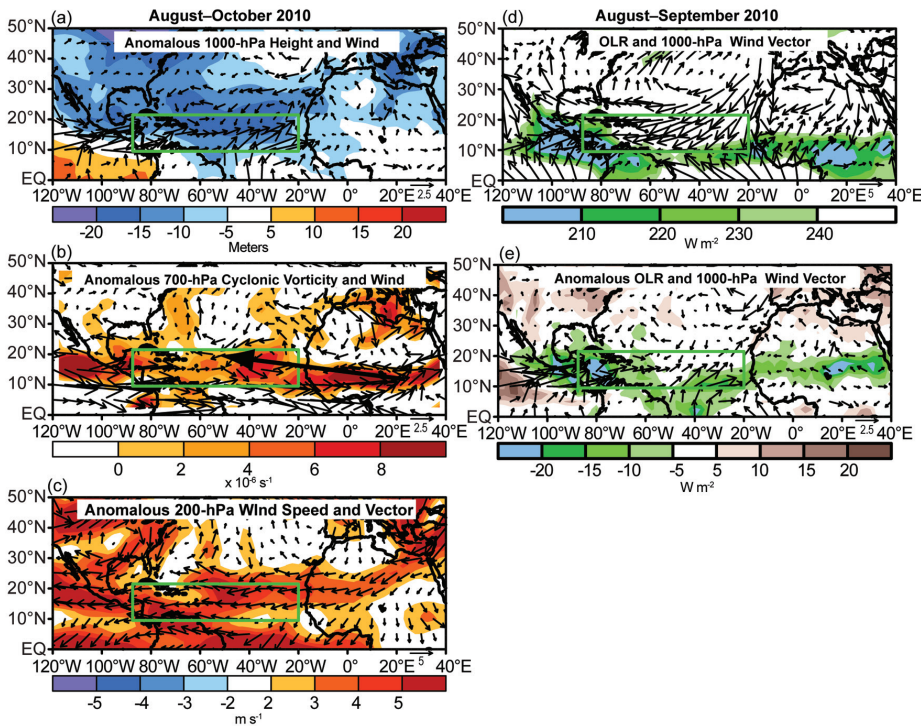 August–October 2010
(a)
Anomalous 1000-hPa Height and Wind
50°N
40°N
30°N
20°N
10°N
EQ
120°W 100°W 80°W 60°W 40°W 20°W 0° 20°E 40°E
2.5
-20 -15 -10 -5 5 8 10 15 20
Meters
(b)
Anomalous 700-hPa Cyclonic Vorticity and Wind
50°N
40°N
30°N
20°N
10°N
EQ
120°W 100°W 80°W 60°W 40°W 20°W 0° 20°E 40°E
2.5
0 2 4 6 8
x 10⁻⁶ s⁻¹
(c)
Anomalous 200-hPa WInd Speed and Vector
50°N
40°N
30°N
20°N
10°N
EQ
120°W 100°W 80°W 60°W 40°W 20°W 0° 20°E 40°E
5
-5 -4 -3 -2 2 3 4 5
m s⁻¹
August–September 2010
(d)
OLR and 1000-hPa Wind Vector
50°N
40°N
30°N
20°N
10°N
EQ
120°W 100°W 80°W 60°W 40°W 20°W 0° 20°E 40°E
5
210 220 230 240
W m⁻²
(e)
Anomalous OLR and 1000-hPa Wind Vector
50°N
40°N
30°N
20°N
10°N
EQ
120°W 100°W 80°W 60°W 40°W 20°W 0° 20°E 40°E
2.5
-20 -15 -10 -5 5 10 15 20
W m⁻²